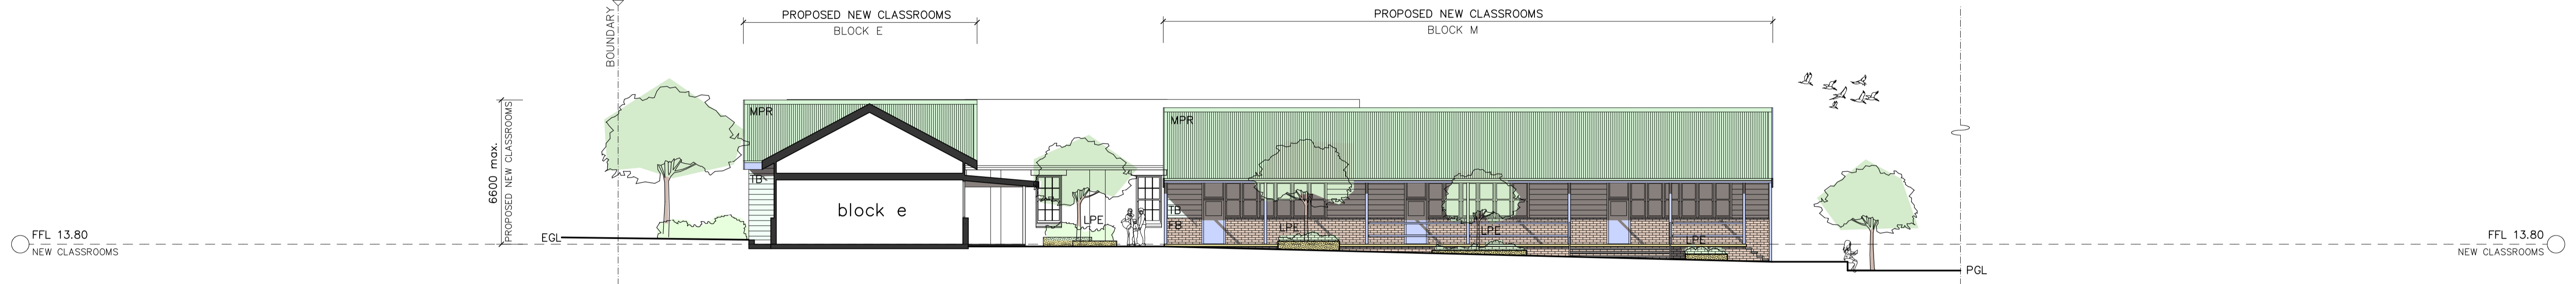 PROPOSED NEW CLASSROOMS
BLOCK E
PROPOSED NEW CLASSROOMS
BLOCK M
BOUNDARY
6600 max.
PROPOSED NEW CLASSROOMS
MPR
MPR
TB
block e
LPE
TB
FB
LPE
LPE
LPE
EGL
FFL 13.80
NEW CLASSROOMS
FFL 13.80
NEW CLASSROOMS
PGL